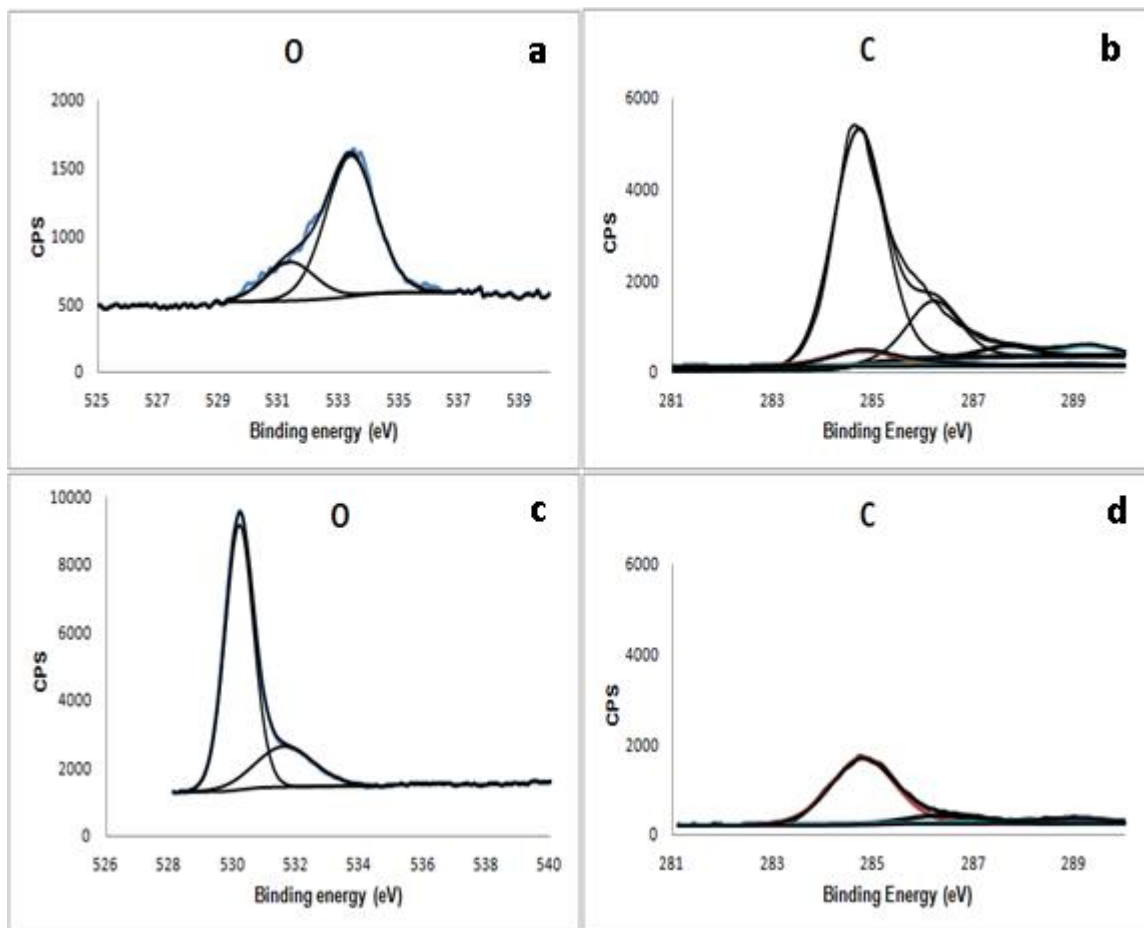 O
a
2000
1500
1000
500
0
CPS
525 527 529 531 533 535 537 539
Binding energy (eV)
C
b
6000
4000
2000
0
CPS
281 283 285 287 289
Binding Energy (eV)
O
c
10000
8000
6000
4000
2000
0
CPS
526 528 530 532 534 536 538 540
Binding energy (eV)
C
d
6000
4000
2000
0
CPS
281 283 285 287 289
Binding Energy (eV)